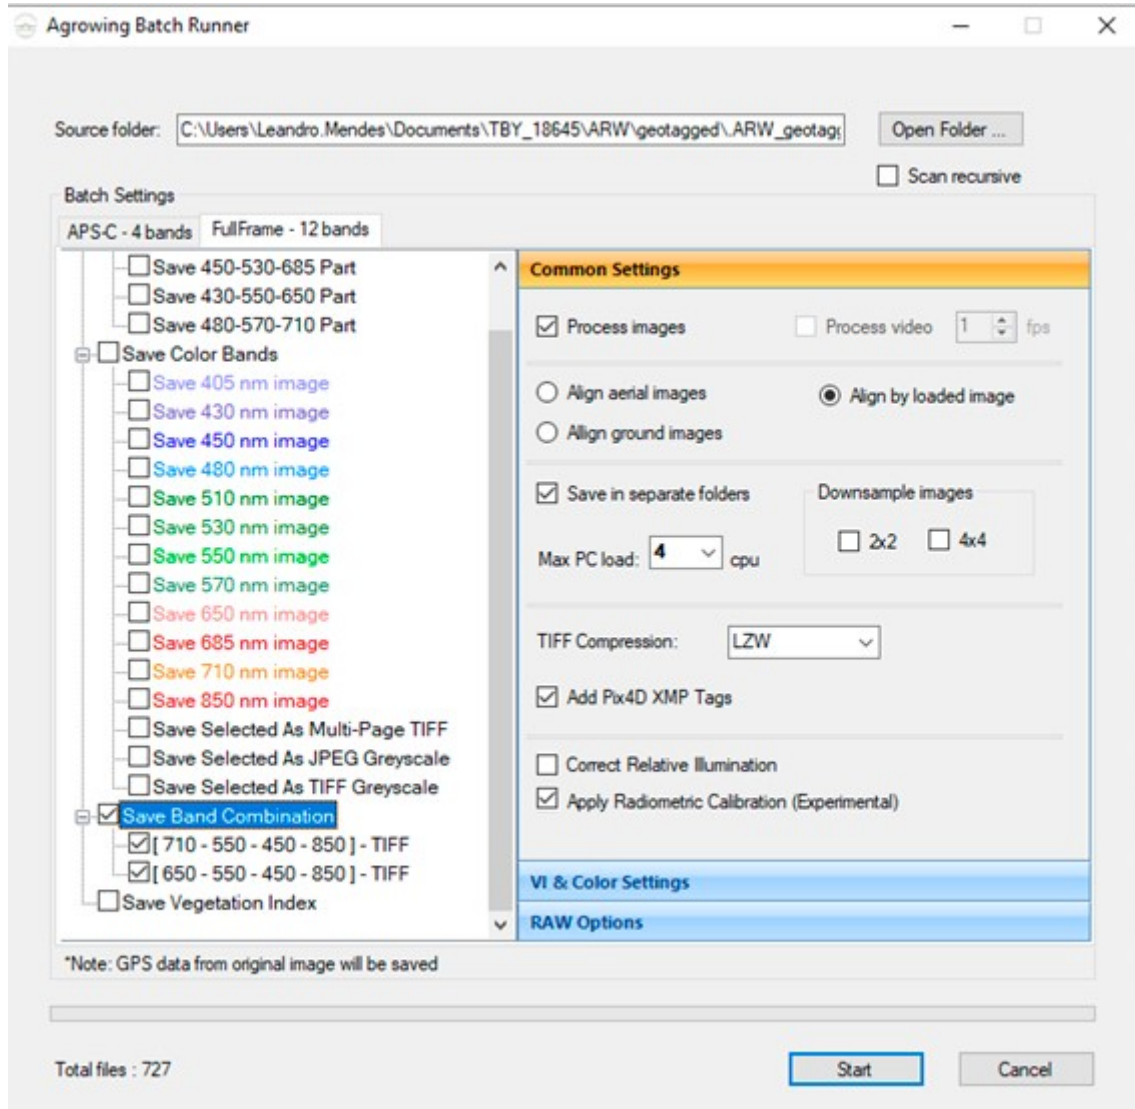 Agrowing Batch Runner
Source folder: C:\Users\Leandro.Mendes\Documents\TBY_18645\ARW\geotagged\.ARW_geotagg Open Folder ...
Scan recursive
Batch Settings
APS-C - 4 bands FullFrame - 12 bands
Save 450-530-685 Part
Save 430-550-650 Part
Save 480-570-710 Part
Save Color Bands
Save 405 nm image
Save 430 nm image
Save 450 nm image
Save 480 nm image
Save 510 nm image
Save 530 nm image
Save 550 nm image
Save 570 nm image
Save 650 nm image
Save 685 nm image
Save 710 nm image
Save 850 nm image
Save Selected As Multi-Page TIFF
Save Selected As JPEG Greyscale
Save Selected As TIFF Greyscale
Save Band Combination
[ 710 - 550 - 450 - 850 ] - TIFF
[ 650 - 550 - 450 - 850 ] - TIFF
Save Vegetation Index
Common Settings
Process images Process video 1 fps
Align aerial images Align by loaded image
Allign ground images
Save in separate folders Downsample images
2x2 4x4
Max PC load: 4 cpu
TIFF Compression: LZW
Add Pix4D XMP Tags
Correct Relative Illumination
Apply Radiometric Calibration (Experimental)
VI & Color Settings
RAW Options
*Note: GPS data from original image will be saved
Total files : 727 Start Cancel